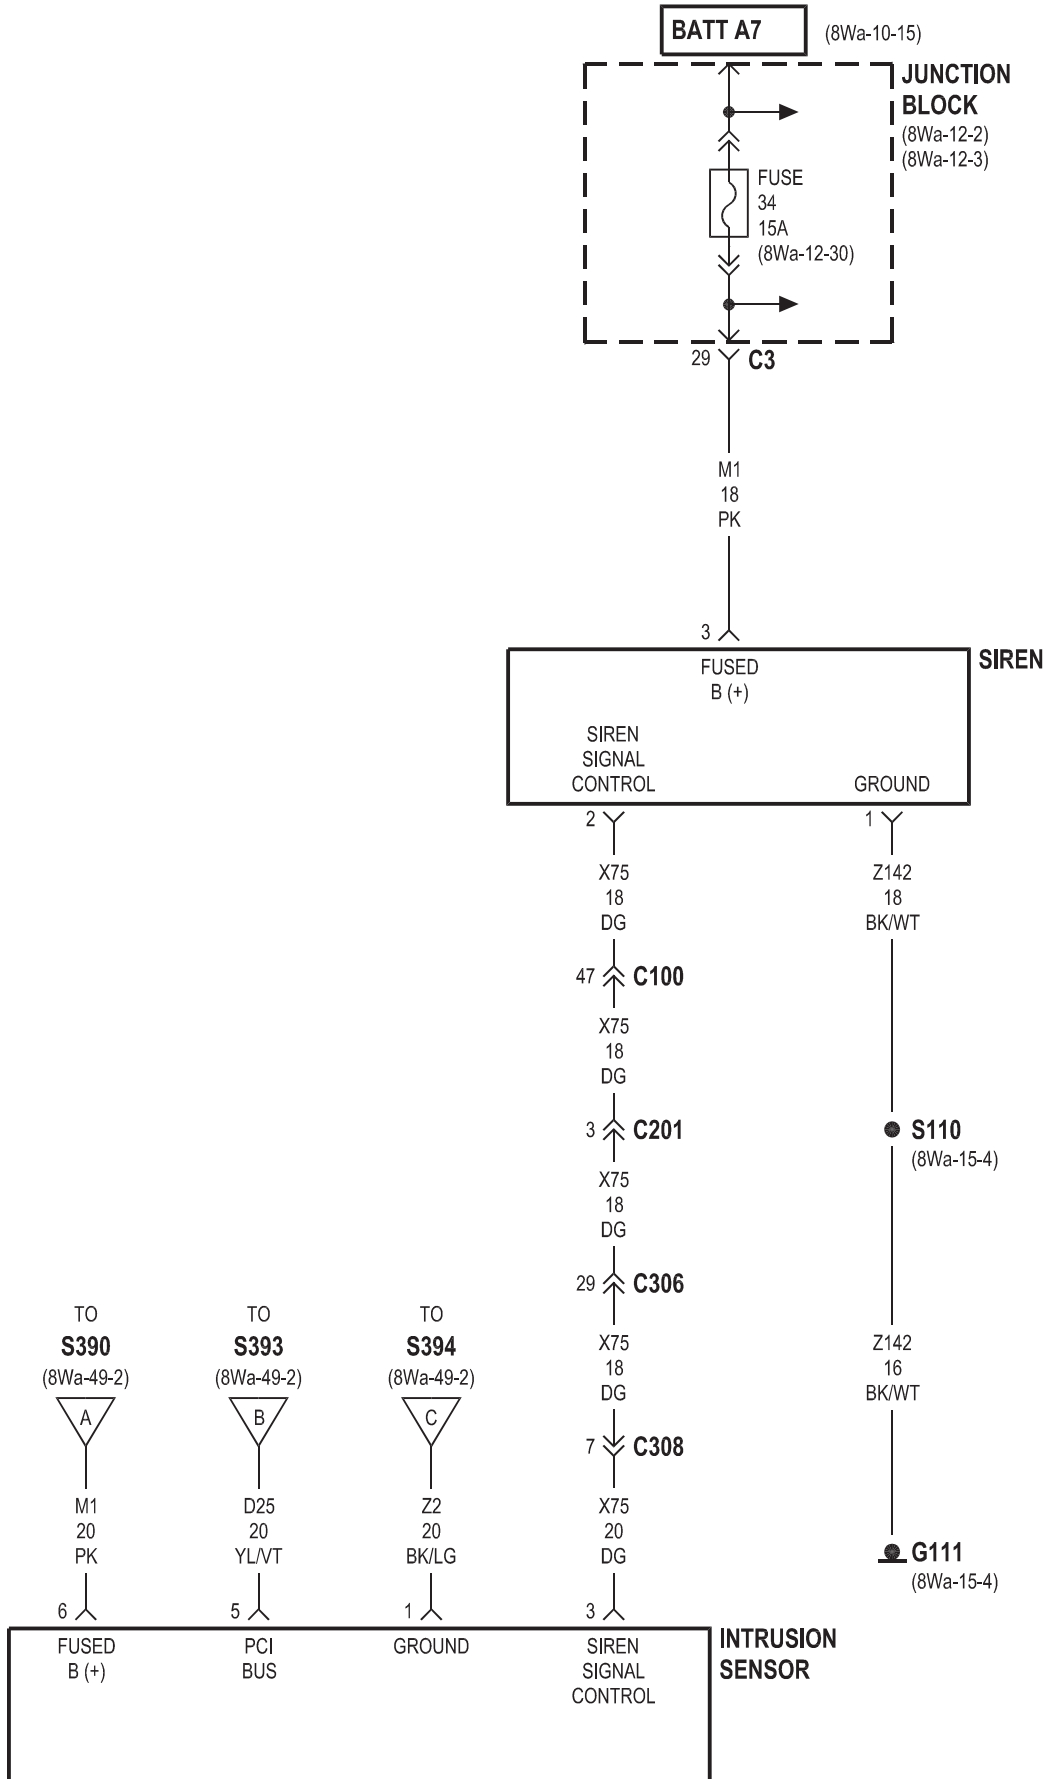 BATT A7
(8Wa-10-15)
JUNCTION
BLOCK
(8Wa-12-2)
(8Wa-12-3)
FUSE
34
15A
(8Wa-12-30)
29
C3
M1
18
PK
3
SIREN
FUSED
B (+)
SIREN
SIGNAL
CONTROL
GROUND
2
1
X75
18
DG
Z142
18
BK/WT
47
C100
X75
18
DG
3
C201
S110
(8Wa-15-4)
X75
18
DG
29
C306
TO
S390
(8Wa-49-2)
A
TO
S393
(8Wa-49-2)
B
TO
S394
(8Wa-49-2)
C
X75
18
DG
Z142
16
BK/WT
7
C308
M1
20
PK
D25
20
YL/VT
Z2
20
BK/LG
X75
20
DG
G111
(8Wa-15-4)
6
5
1
3
FUSED
B (+)
PCI
BUS
GROUND
SIREN
SIGNAL
CONTROL
INTRUSION
SENSOR